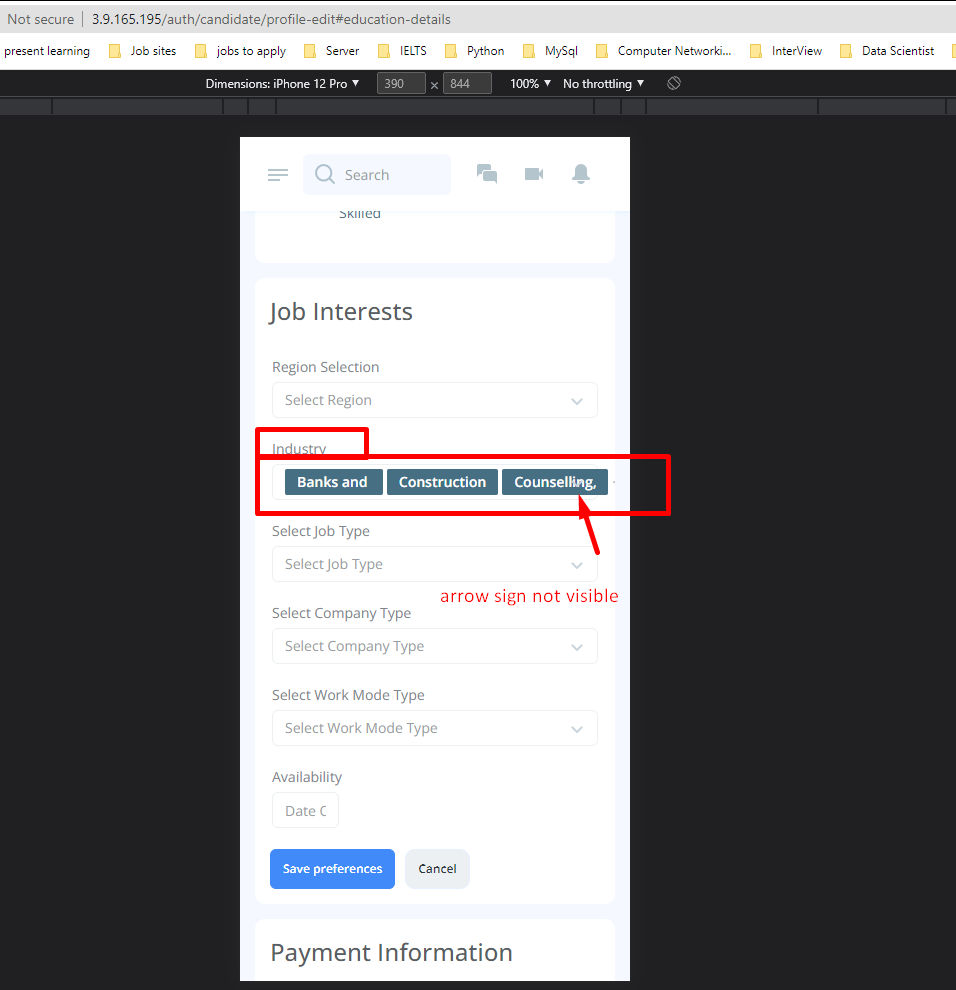 Not secure 3.9.165.195/auth/candidate/profile-edit#education-details
present learning Job sites jobs to apply Server IELTS Python MySql Computer Networki... InterView Data Scientist
Dimensions: iPhone 12 Pro ▼ 390 × 844 100% ▼ No throttling ▼
Search
Skilled
Job Interests
Region Selection
Select Region
Industry
Banks and Construction Counselling,
Select Job Type
Select Job Type
arrow sign not visible
Select Company Type
Select Company Type
Select Work Mode Type
Select Work Mode Type
Availability
Date C
Save preferences Cancel
Payment Information